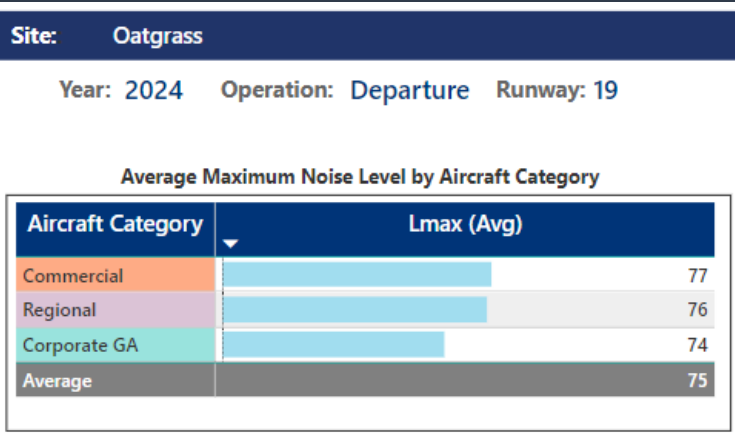 Site: Oatgrass
Year: 2024 Operation: Departure Runway: 19
Average Maximum Noise Level by Aircraft Category
Aircraft Category Lmax (Avg)
Commercial 77
Regional 76
Corporate GA 74
Average 75